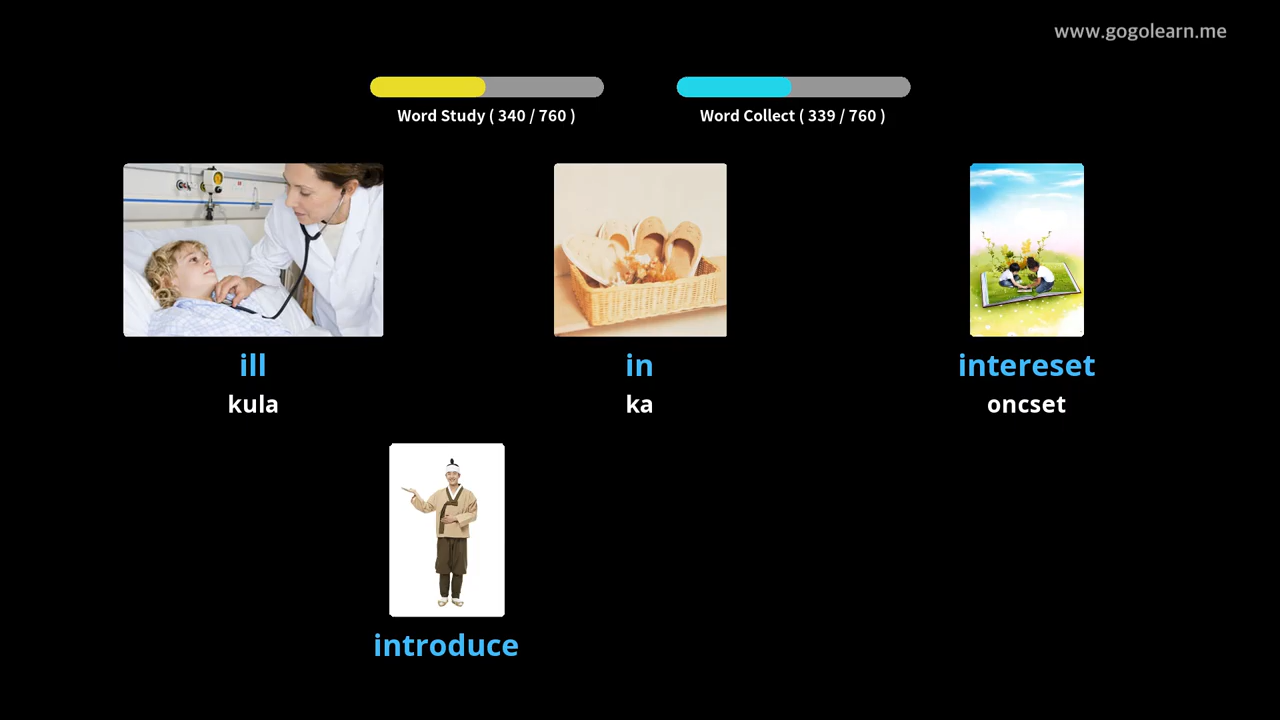 www.gogolearn.me
Word Study ( 340 / 760 )
Word Collect ( 339 / 760 )
ill
kula
in
ka
intereset
oncset
introduce